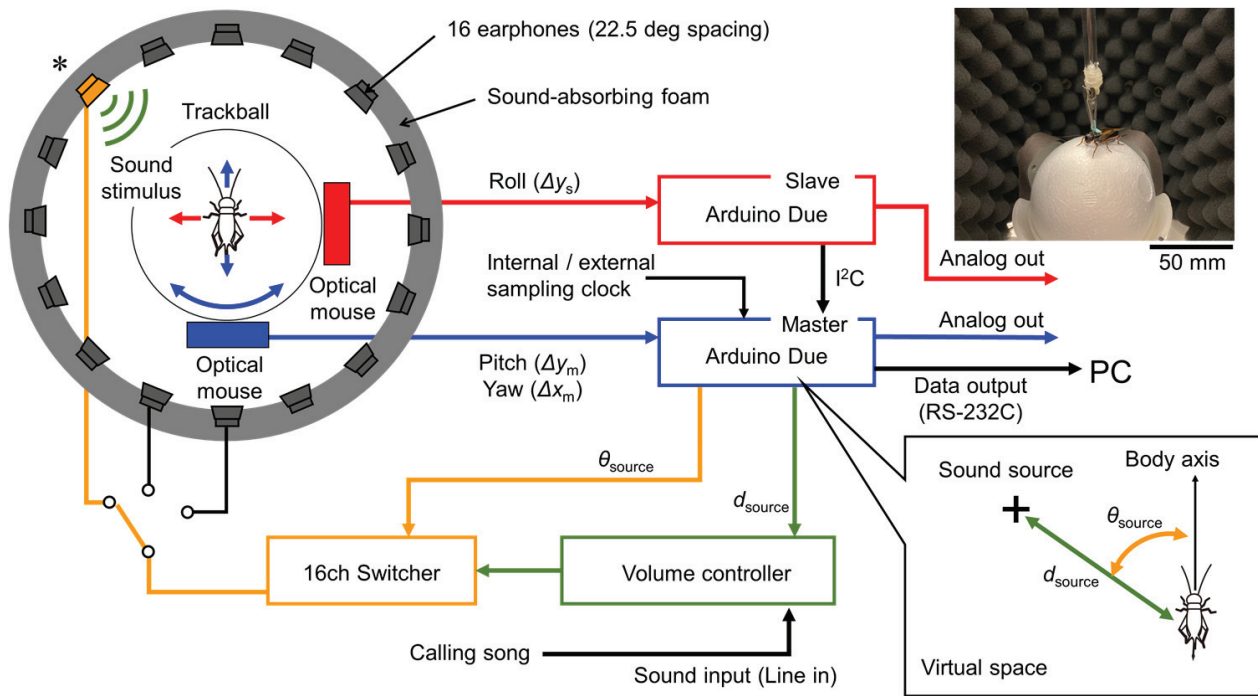 16 earphones (22.5 deg spacing)
*
Sound-absorbing foam
Trackball
Sound
stimulus
Roll (Δyₛ)
Slave
Arduino Due
Analog out
50 mm
Optical
mouse
Internal / external
sampling clock
I²C
Master
Arduino Due
Analog out
Optical
mouse
Pitch (Δyₘ)
Yaw (Δxₘ)
Data output
(RS-232C)
PC
θsource
dsource
16ch Switcher
Volume controller
Calling song
Sound input (Line in)
Sound source
Body axis
θsource
dsource
Virtual space